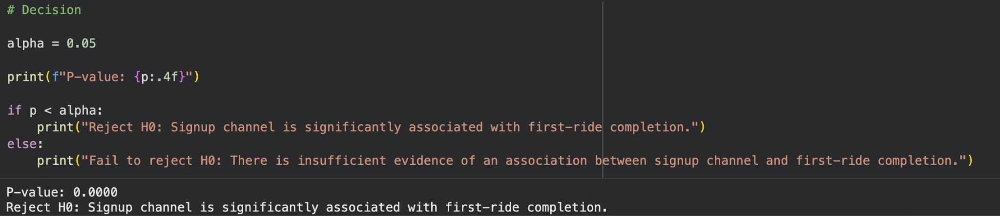 # Decision
alpha = 0.05
print(f"P-value: {p:.4f}")
if p < alpha:
    print("Reject H0: Signup channel is significantly associated with first-ride completion.")
else:
    print("Fail to reject H0: There is insufficient evidence of an association between signup channel and first-ride completion.")
P-value: 0.0000
Reject H0: Signup channel is significantly associated with first-ride completion.